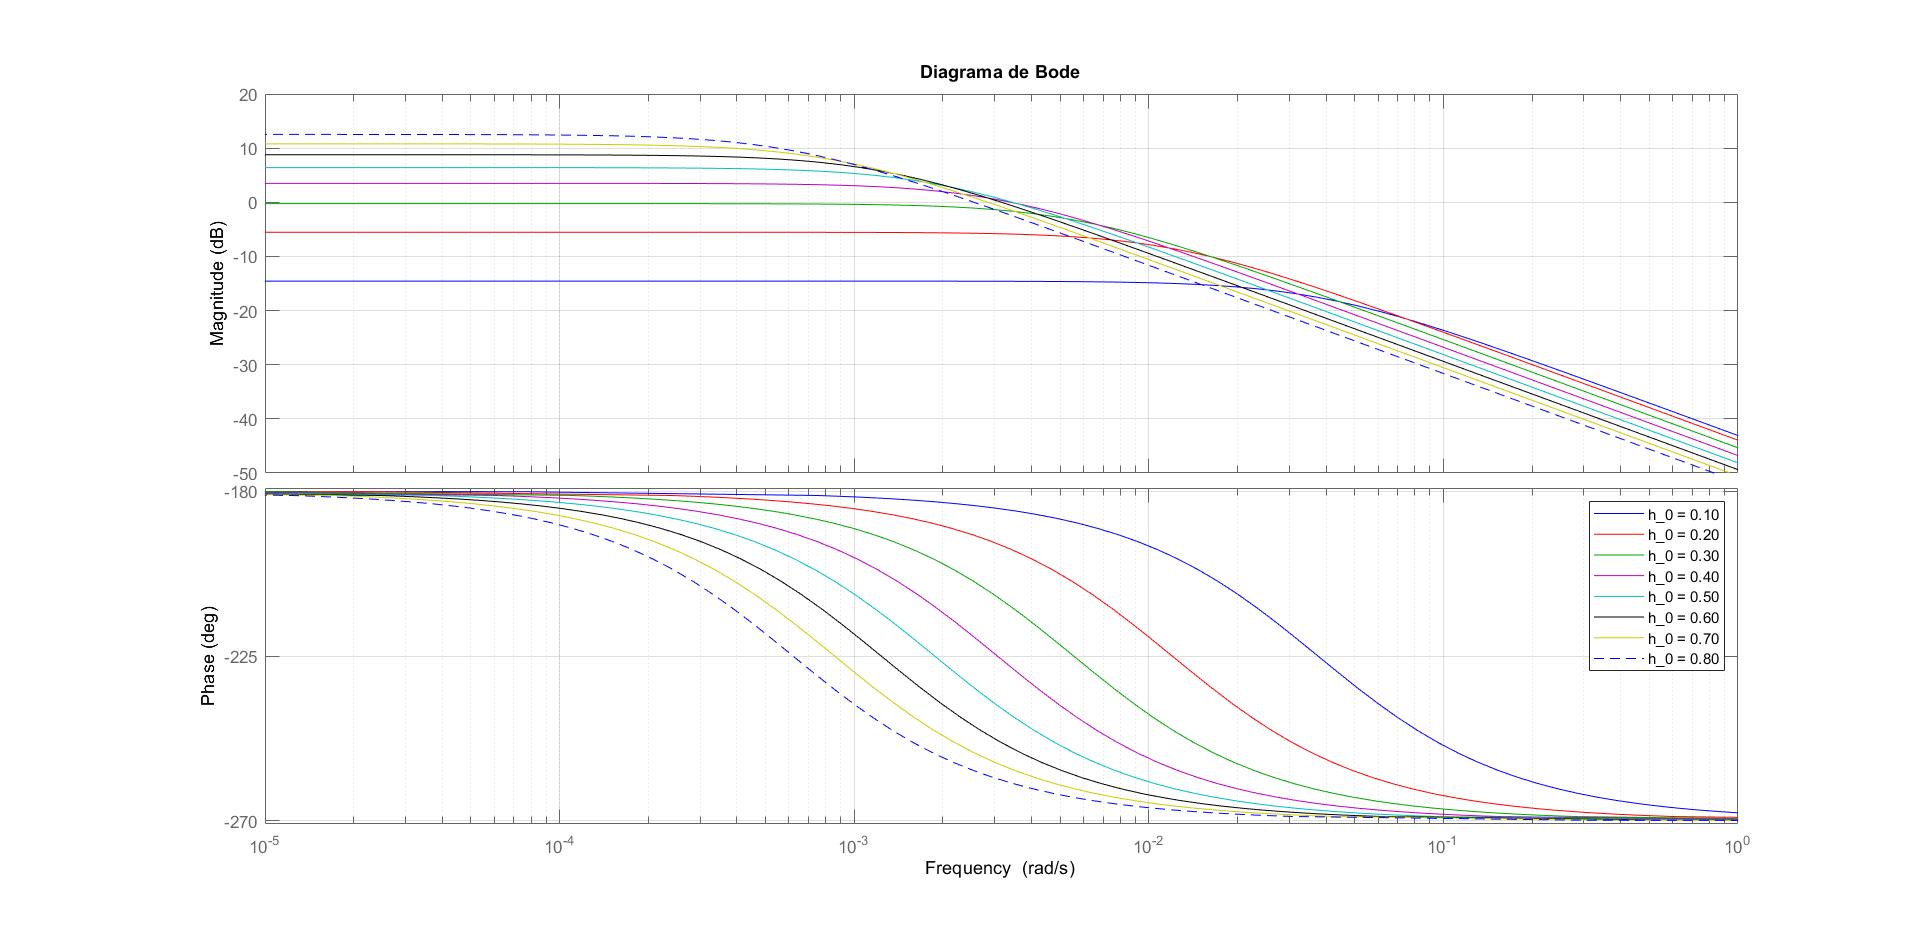 Diagrama de Bode
Magnitude (dB)
20
10
0
-10
-20
-30
-40
-50
Phase (deg)
-180
-225
-270
h_0 = 0.10
h_0 = 0.20
h_0 = 0.30
h_0 = 0.40
h_0 = 0.50
h_0 = 0.60
h_0 = 0.70
h_0 = 0.80
10^-5 10^-4 10^-3 10^-2 10^-1 10^0
Frequency (rad/s)